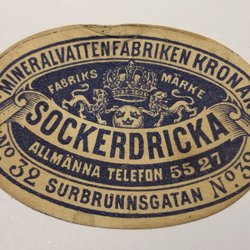 MINERALVATTENFABRIKEN KRONAN
FABRIKS MÄRKE
SOCKERDRICKA
ALLMÄNNA TELEFON 55 27
No 32 SURBRUNNSGATAN No 32